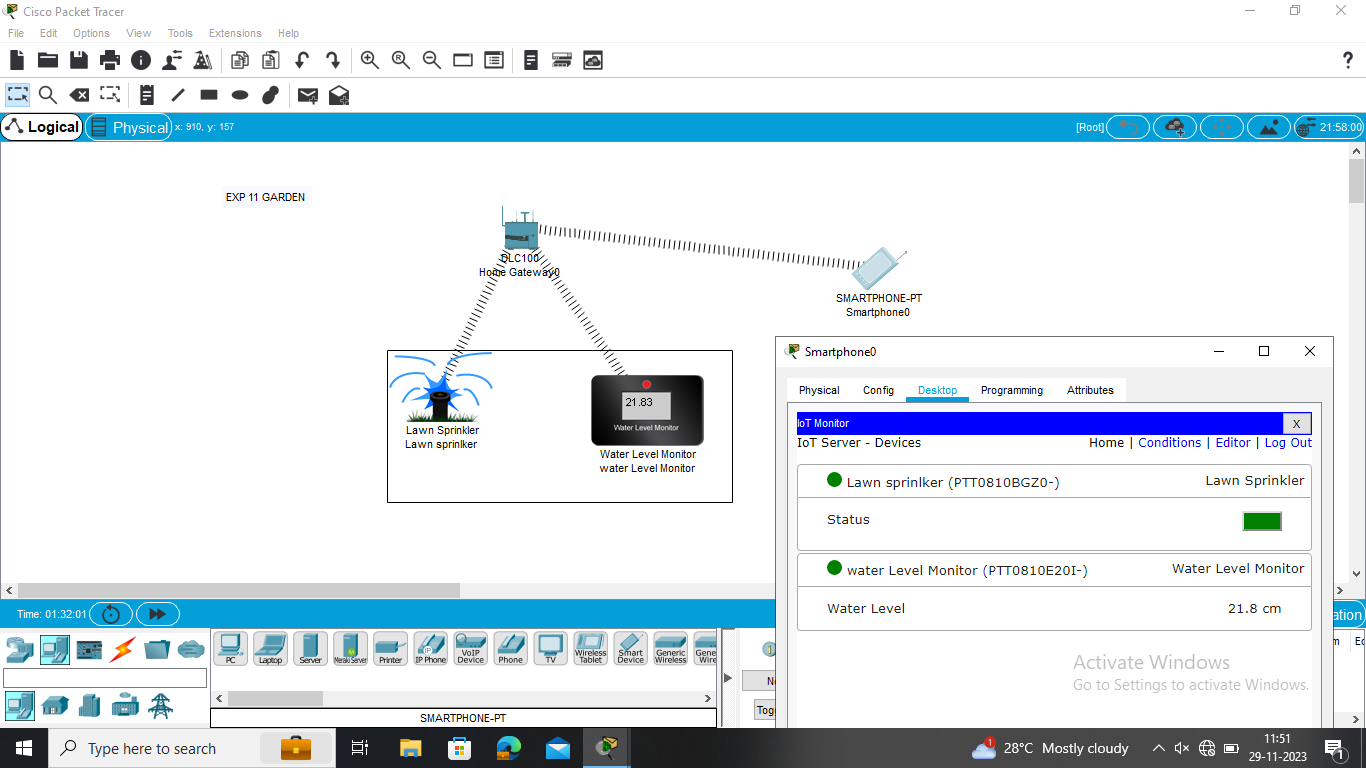 Cisco Packet Tracer
File Edit Options View Tools Extensions Help
?
Logical Physical x: 910, y: 157 [Root] 21:58:00
EXP 11 GARDEN
DLC100
Home Gateway0
SMARTPHONE-PT
Smartphone0
21.83
Water Level Monitor
Lawn Sprinkler
Lawn sprinlker
Water Level Monitor
water Level Monitor
Smartphone0
Physical Config Desktop Programming Attributes
IoT Monitor X
IoT Server - Devices Home | Conditions | Editor | Log Out
Lawn sprinlker (PTT0810BGZ0-) Lawn Sprinkler
Status
water Level Monitor (PTT0810E20I-) Water Level Monitor
Water Level 21.8 cm
Activate Windows
Go to Settings to activate Windows.
Time: 01:32:01
PC Laptop Server Meraki Server Printer IP Phone VoIP Device Phone TV Wireless Tablet Smart Device Generic Wireless
SMARTPHONE-PT
Type here to search
28°C Mostly cloudy
11:51
29-11-2023
1